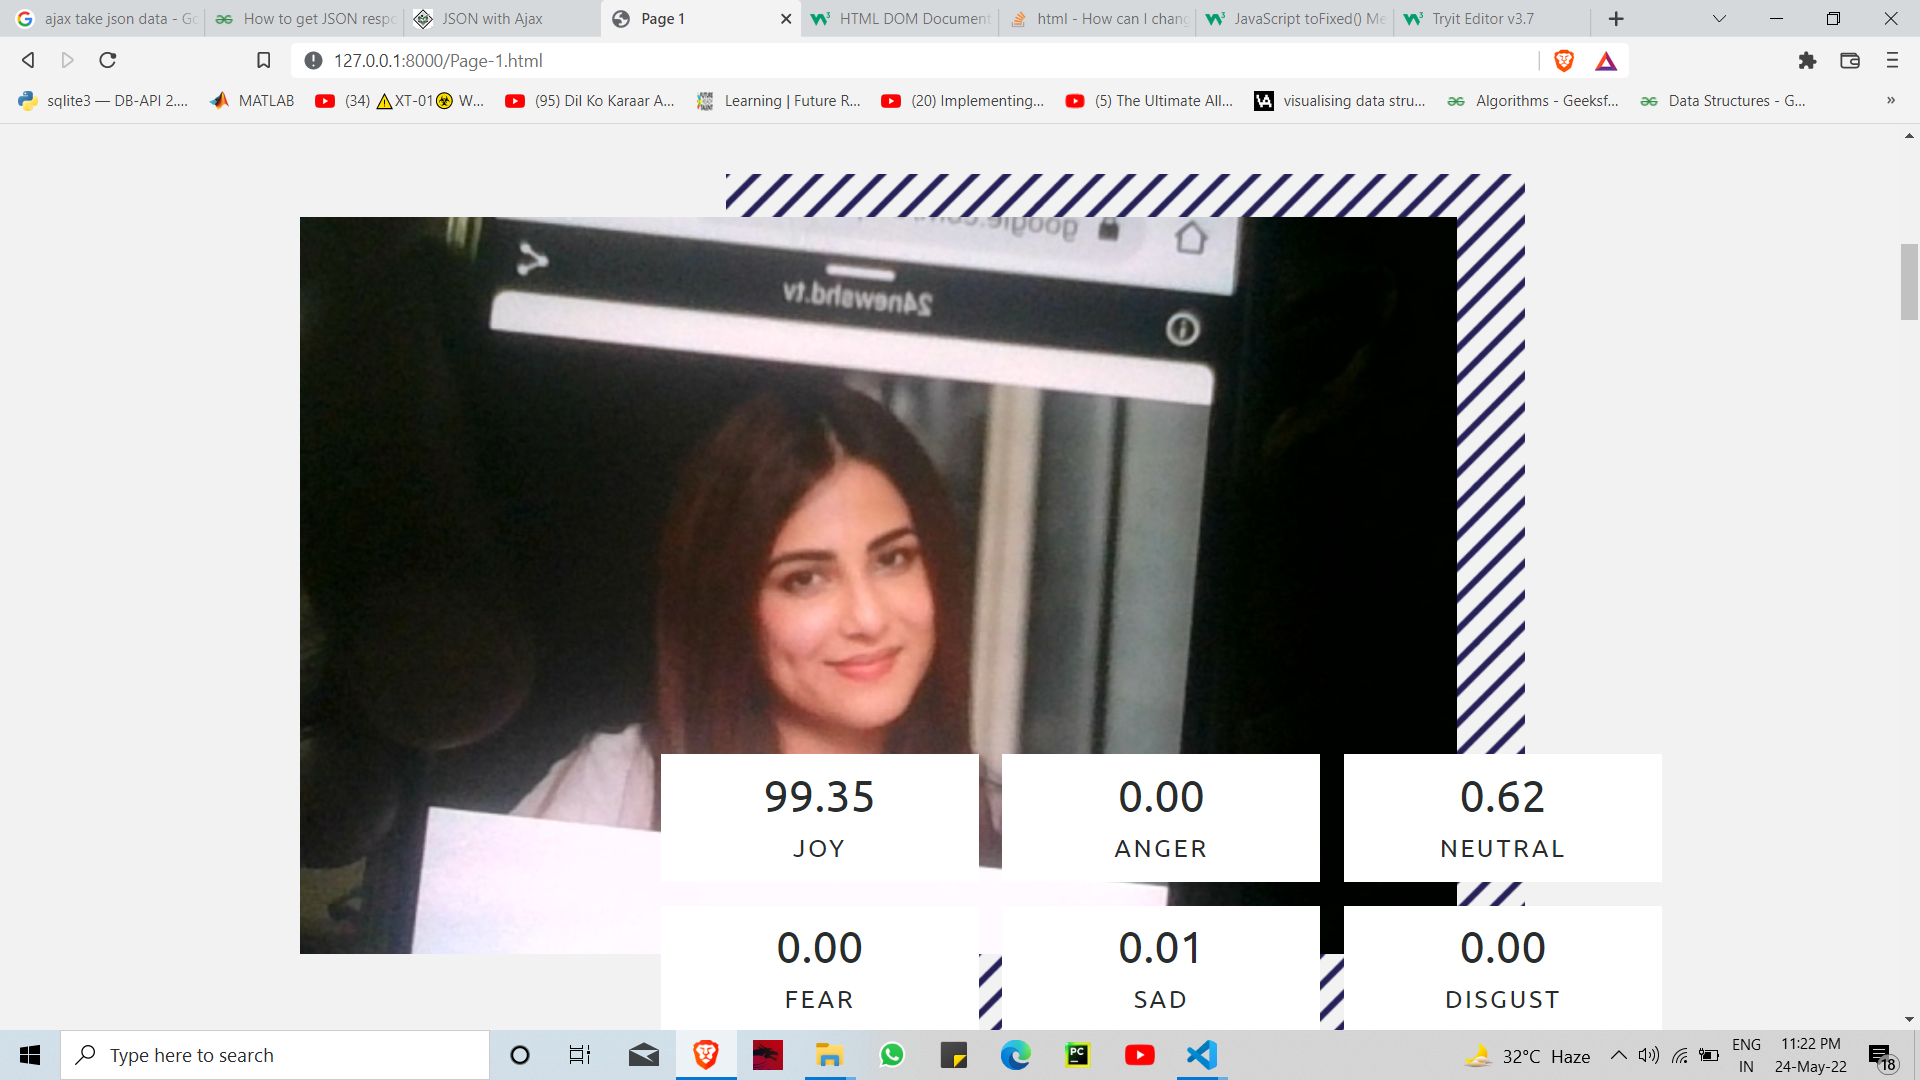 ajax take json data - Go
How to get JSON respo
JSON with Ajax
Page 1
HTML DOM Document
html - How can I chang
JavaScript toFixed() Me
Tryit Editor v3.7
127.0.0.1:8000/Page-1.html
sqlite3 — DB-API 2....
MATLAB
(34) ⚠XT-01☣ W...
(95) Dil Ko Karaar A...
Learning | Future R...
(20) Implementing...
(5) The Ultimate All...
visualising data stru...
Algorithms - Geeksf...
Data Structures - G...
»
24newshd.tv
99.35
JOY
0.00
ANGER
0.62
NEUTRAL
0.00
FEAR
0.01
SAD
0.00
DISGUST
Type here to search
32°C Haze
ENG
IN
11:22 PM
24-May-22
18